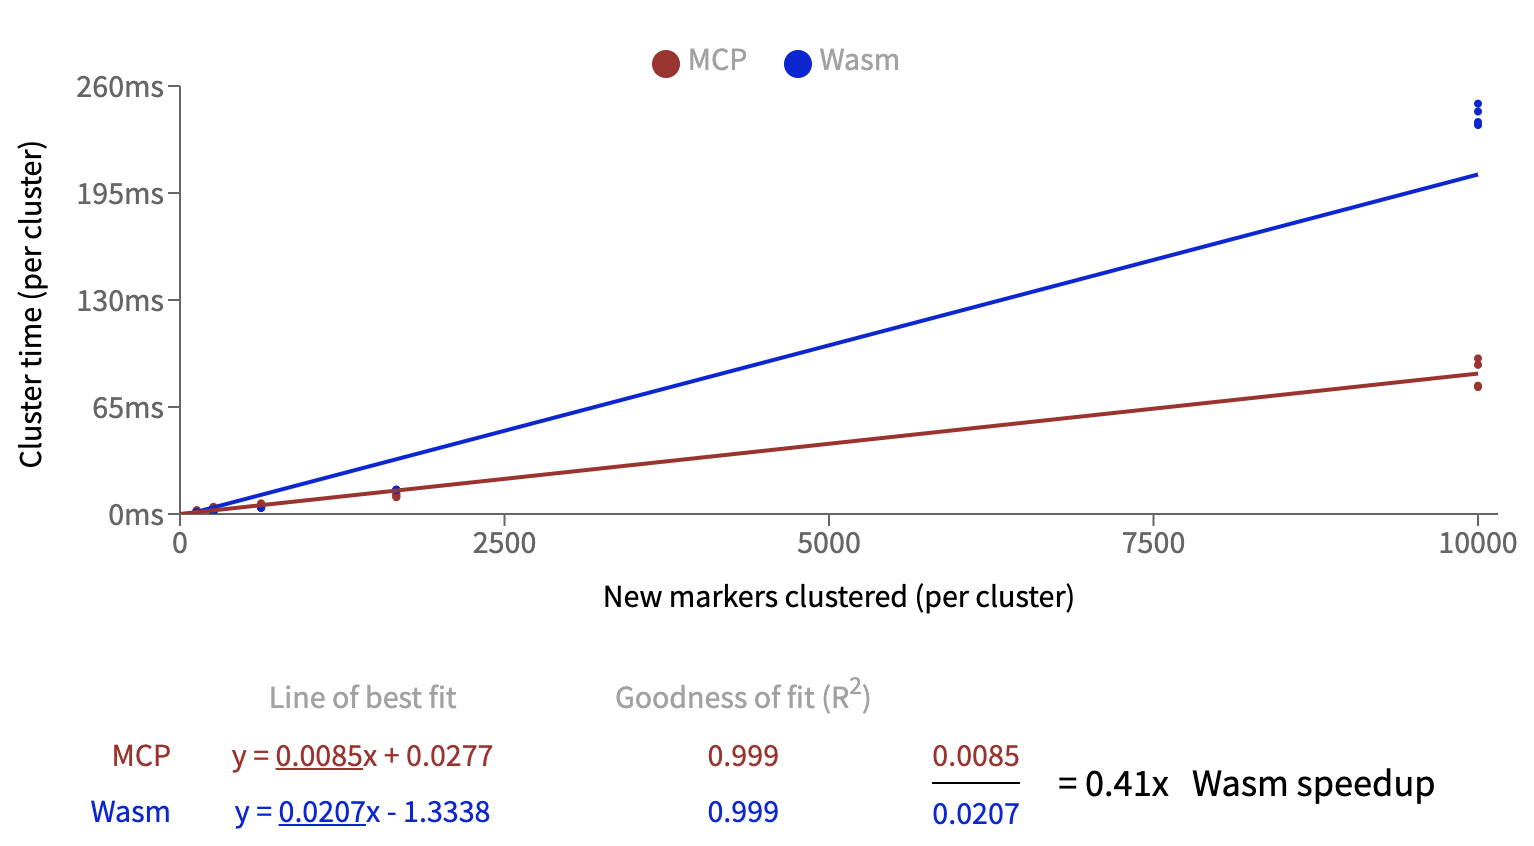 MCP Wasm
260ms
195ms
130ms
65ms
0ms
Cluster time (per cluster)
0 2500 5000 7500 10000
New markers clustered (per cluster)
Line of best fit Goodness of fit (R²)
MCP y = 0.0085x + 0.0277 0.999 0.0085
= 0.41x Wasm speedup
Wasm y = 0.0207x - 1.3338 0.999 0.0207